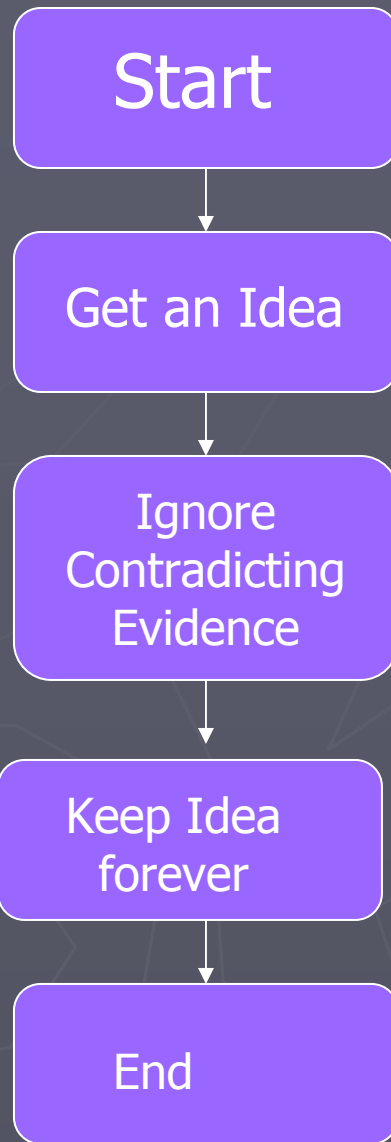 Start
Get an Idea
Ignore
Contradicting
Evidence
Keep Idea
forever
End